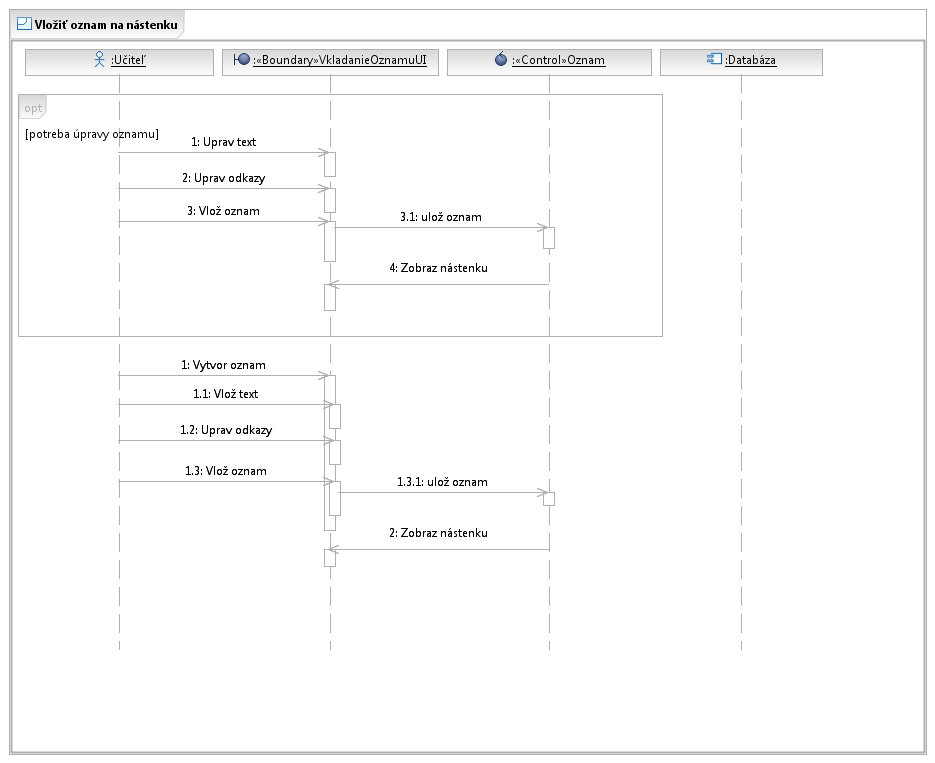 Vložiť oznam na nástenku
:Učiteľ
:«Boundary»VkladanieOznamuUI
:«Control»Oznam
:Databáza
opt
[potreba úpravy oznamu]
1: Uprav text
2: Uprav odkazy
3: Vlož oznam
3.1: ulož oznam
4: Zobraz nástenku
1: Vytvor oznam
1.1: Vlož text
1.2: Uprav odkazy
1.3: Vlož oznam
1.3.1: ulož oznam
2: Zobraz nástenku